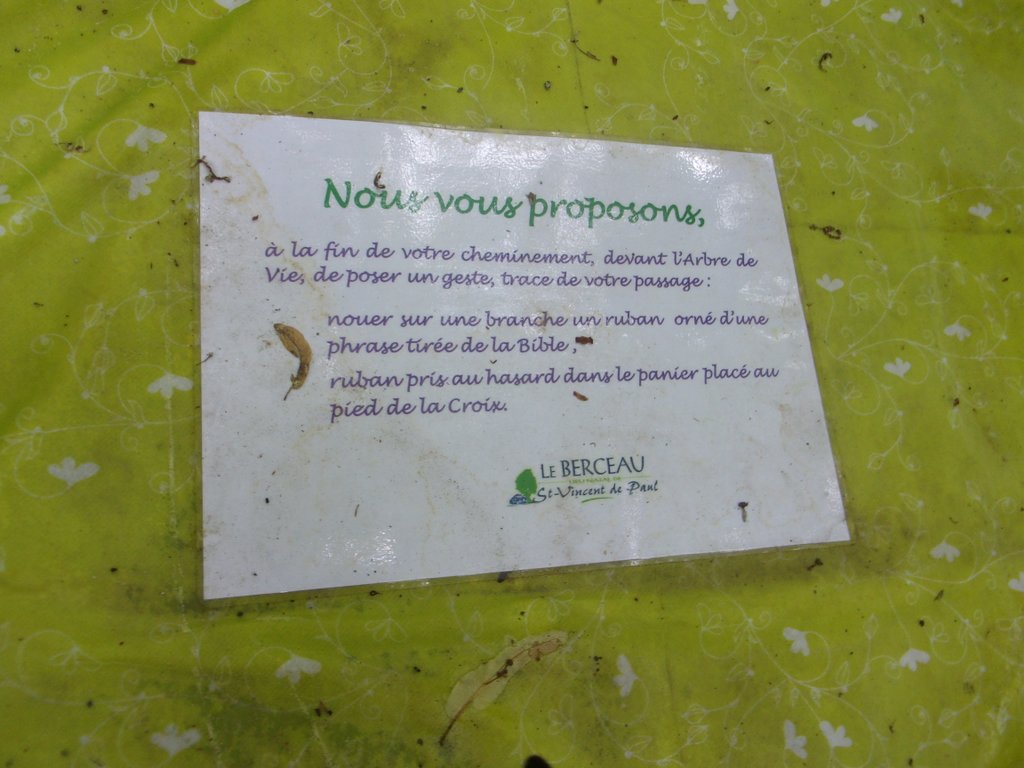 Nous vous proposons,
à la fin de votre cheminement, devant l'Arbre de
Vie, de poser un geste, trace de votre passage :
nouer sur une branche un ruban orné d'une
phrase tirée de la Bible ;
ruban pris au hasard dans le panier placé au
pied de la Croix.
LE BERCEAU
St-Vincent de Paul